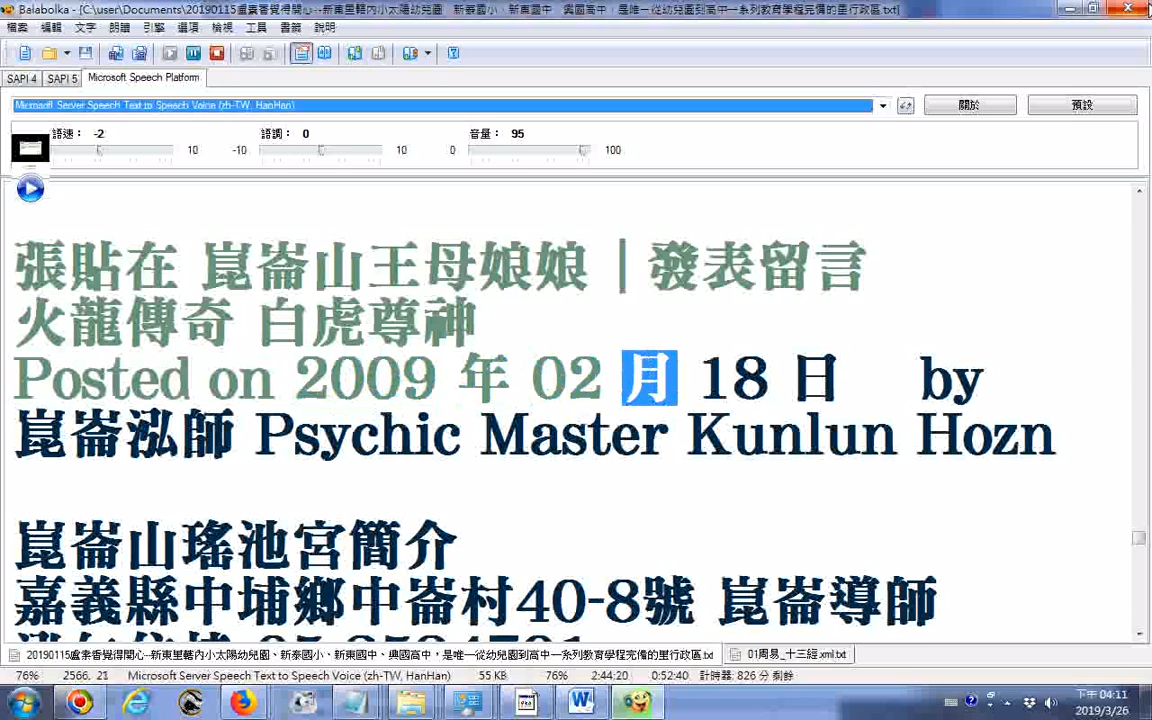 Balabolka - [C:\user\Documents\20190115盧素香覺得開心--新東里轄內小太陽幼兒園、新泰國小、新東國中、興國高中，是唯一從幼兒園到高中一系列教育學程完備的里行政區.txt]
檔案 編輯 文字 朗讀 引擎 選項 檢視 工具 書籤 說明
SAPI 4 SAPI 5 Microsoft Speech Platform
Microsoft Server Speech Text to Speech Voice (zh-TW, HanHan) 關於 預設
語速： -2 語調： 0 音量： 95
10 -10 10 0 100
張貼在 崑崙山王母娘娘 | 發表留言
火龍傳奇 白虎尊神
Posted on 2009 年 02 月 18 日 by
崑崙泓師 Psychic Master Kunlun Hozn
崑崙山瑤池宮簡介
嘉義縣中埔鄉中崙村40-8號 崑崙導師
20190115盧素香覺得開心--新東里轄內小太陽幼兒園、新泰國小、新東國中、興國高中，是唯一從幼兒園到高中一系列教育學程完備的里行政區.txt 01周易_十三經.xml.txt
76% 2566, 21 Microsoft Server Speech Text to Speech Voice (zh-TW, HanHan) 55 KB 76% 2:44:20 0:52:40 計時器: 826 分 剩餘
下午 04:11
2019/3/26